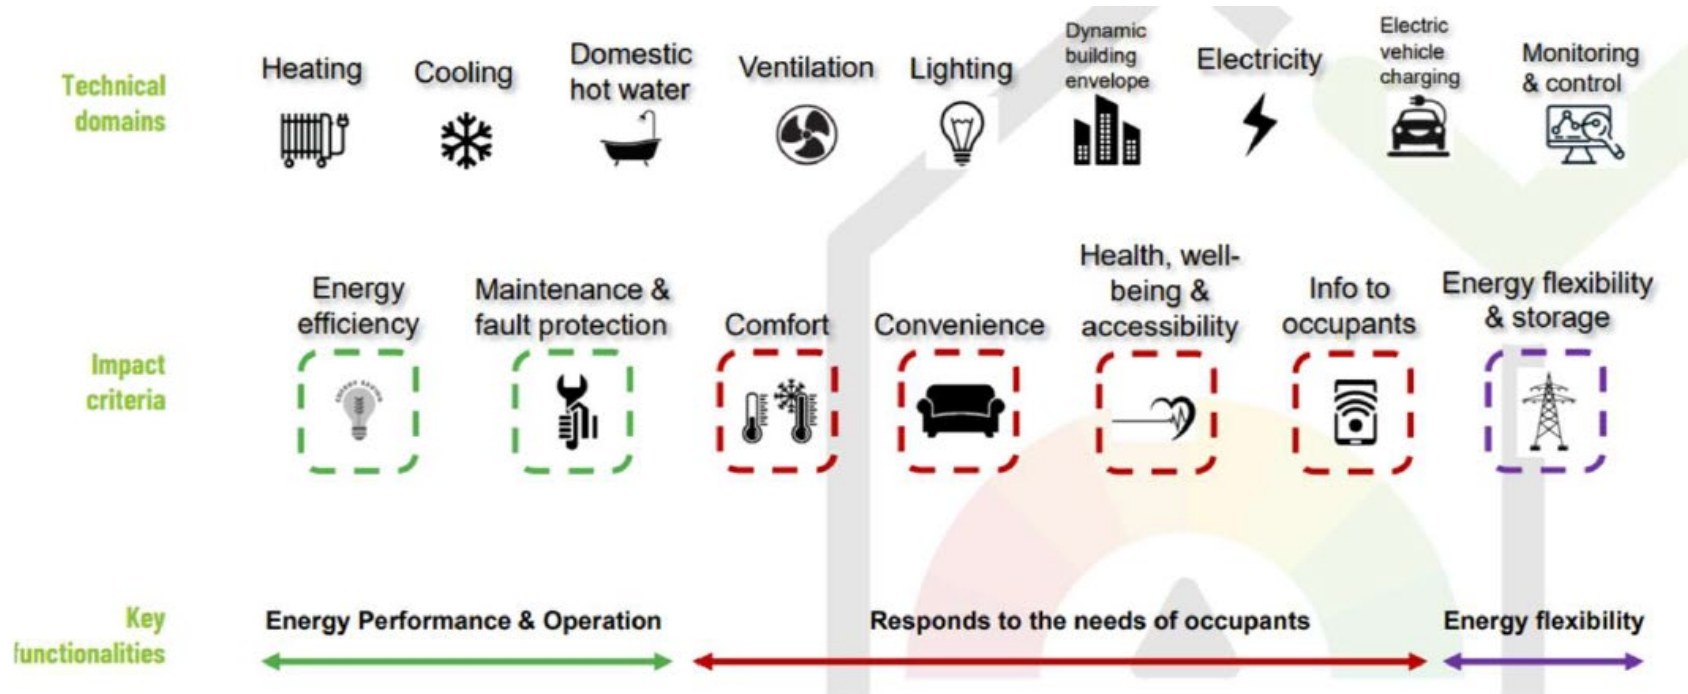 Technical
domains
Heating
Cooling
Domestic
hot water
Ventilation
Lighting
Dynamic
building
envelope
Electricity
Electric
vehicle
charging
Monitoring
& control
Impact
criteria
Energy
efficiency
Maintenance &
fault protection
Comfort
Convenience
Health, well-
being &
accessibility
Info to
occupants
Energy flexibility
& storage
Key
functionalities
Energy Performance & Operation
Responds to the needs of occupants
Energy flexibility